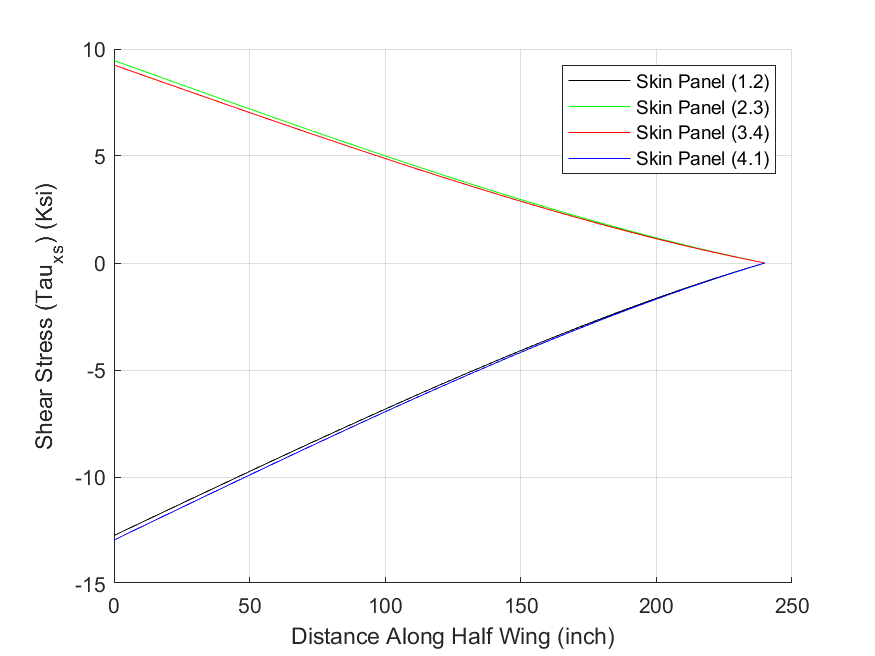 10
5
0
-5
-10
-15
0 50 100 150 200 250
Shear Stress (Tau_xs) (Ksi)
Distance Along Half Wing (inch)
Skin Panel (1.2)
Skin Panel (2.3)
Skin Panel (3.4)
Skin Panel (4.1)